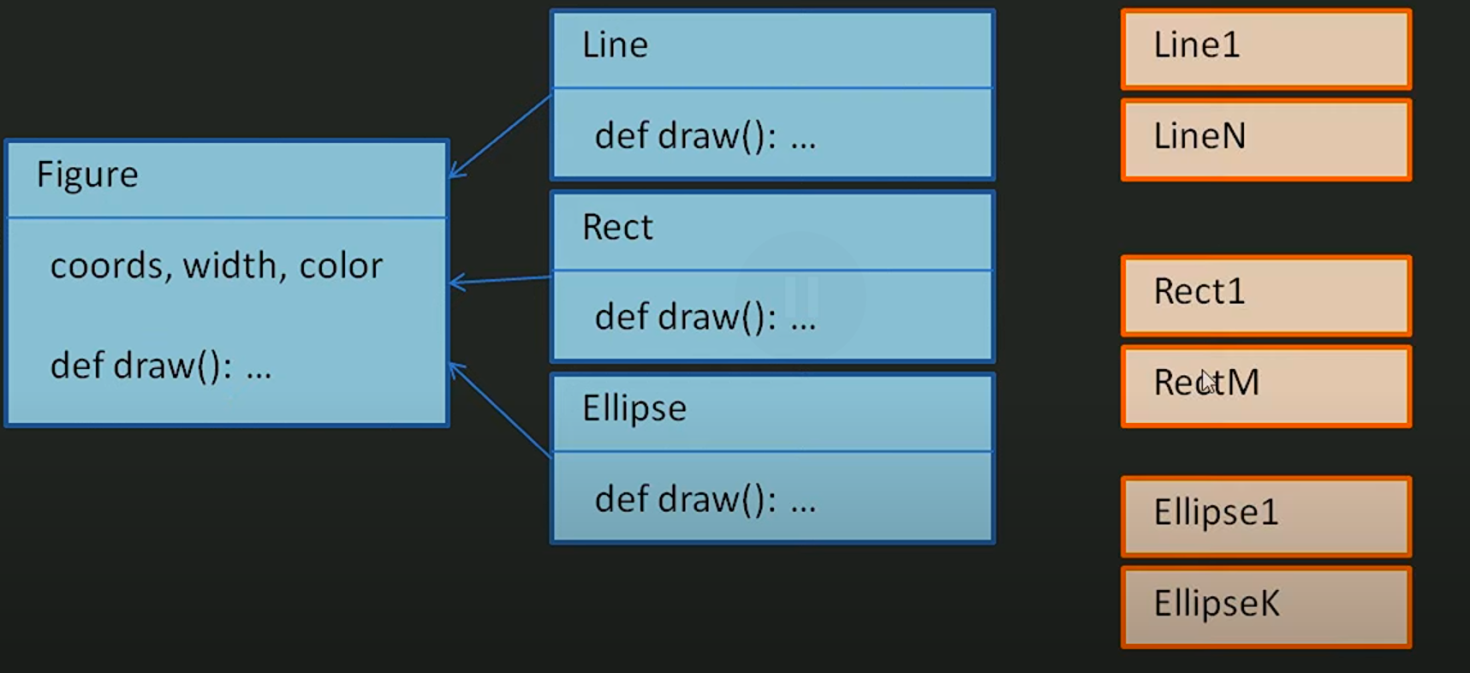 Figure
coords, width, color
def draw(): ...
Line
def draw(): ...
Rect
def draw(): ...
Ellipse
def draw(): ...
Line1
LineN
Rect1
RectM
Ellipse1
EllipseK